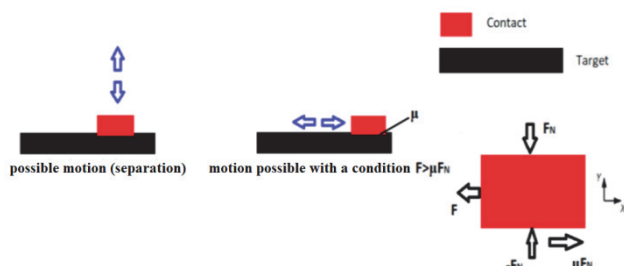 Contact
Target
μ
possible motion (separation)
motion possible with a condition F>μFN
FN
F
Y
X
μFN